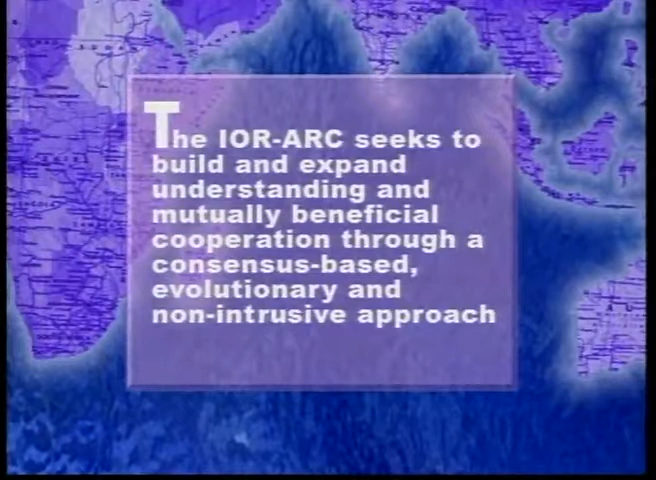 The IOR-ARC seeks to
build and expand
understanding and
mutually beneficial
cooperation through a
consensus-based,
evolutionary and
non-intrusive approach